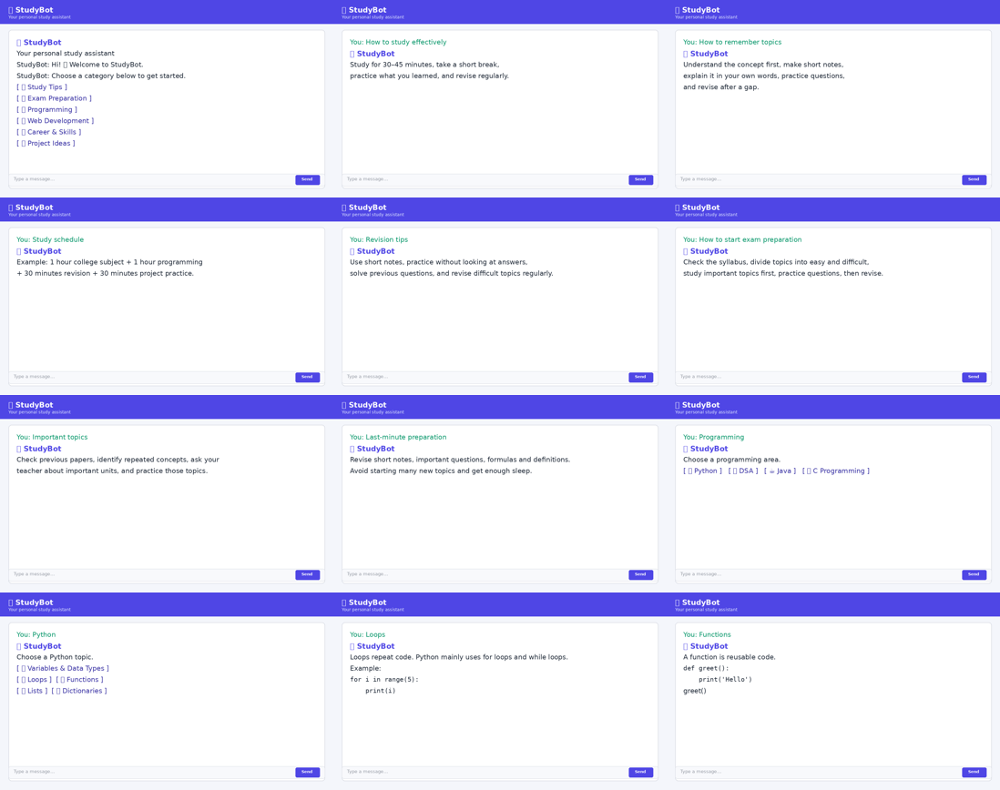 StudyBot
Your personal study assistant
StudyBot
Your personal study assistant
StudyBot: Hi! Welcome to StudyBot.
StudyBot: Choose a category below to get started.
[ Study Tips ]
[ Exam Preparation ]
[ Programming ]
[ Web Development ]
[ Career & Skills ]
[ Project Ideas ]
Type a message...
Send
StudyBot
Your personal study assistant
You: How to study effectively
StudyBot
Study for 30–45 minutes, take a short break,
practice what you learned, and revise regularly.
Type a message...
Send
StudyBot
Your personal study assistant
You: How to remember topics
StudyBot
Understand the concept first, make short notes,
explain it in your own words, practice questions,
and revise after a gap.
Type a message...
Send
StudyBot
Your personal study assistant
You: Study schedule
StudyBot
Example: 1 hour college subject + 1 hour programming
+ 30 minutes revision + 30 minutes project practice.
Type a message...
Send
StudyBot
Your personal study assistant
You: Revision tips
StudyBot
Use short notes, practice without looking at answers,
solve previous questions, and revise difficult topics regularly.
Type a message...
Send
StudyBot
Your personal study assistant
You: How to start exam preparation
StudyBot
Check the syllabus, divide topics into easy and difficult,
study important topics first, practice questions, then revise.
Type a message...
Send
StudyBot
Your personal study assistant
You: Important topics
StudyBot
Check previous papers, identify repeated concepts, ask your
teacher about important units, and practice those topics.
Type a message...
Send
StudyBot
Your personal study assistant
You: Last-minute preparation
StudyBot
Revise short notes, important questions, formulas and definitions.
Avoid starting many new topics and get enough sleep.
Type a message...
Send
StudyBot
Your personal study assistant
You: Programming
StudyBot
Choose a programming area.
[ Python ] [ DSA ] [ ☕ Java ] [ C Programming ]
Type a message...
Send
StudyBot
Your personal study assistant
You: Python
StudyBot
Choose a Python topic.
[ Variables & Data Types ]
[ Loops ] [ Functions ]
[ Lists ] [ Dictionaries ]
Type a message...
Send
StudyBot
Your personal study assistant
You: Loops
StudyBot
Loops repeat code. Python mainly uses for loops and while loops.
Example:
for i in range(5):
    print(i)
Type a message...
Send
StudyBot
Your personal study assistant
You: Functions
StudyBot
A function is reusable code.
def greet():
    print('Hello')
greet()
Type a message...
Send